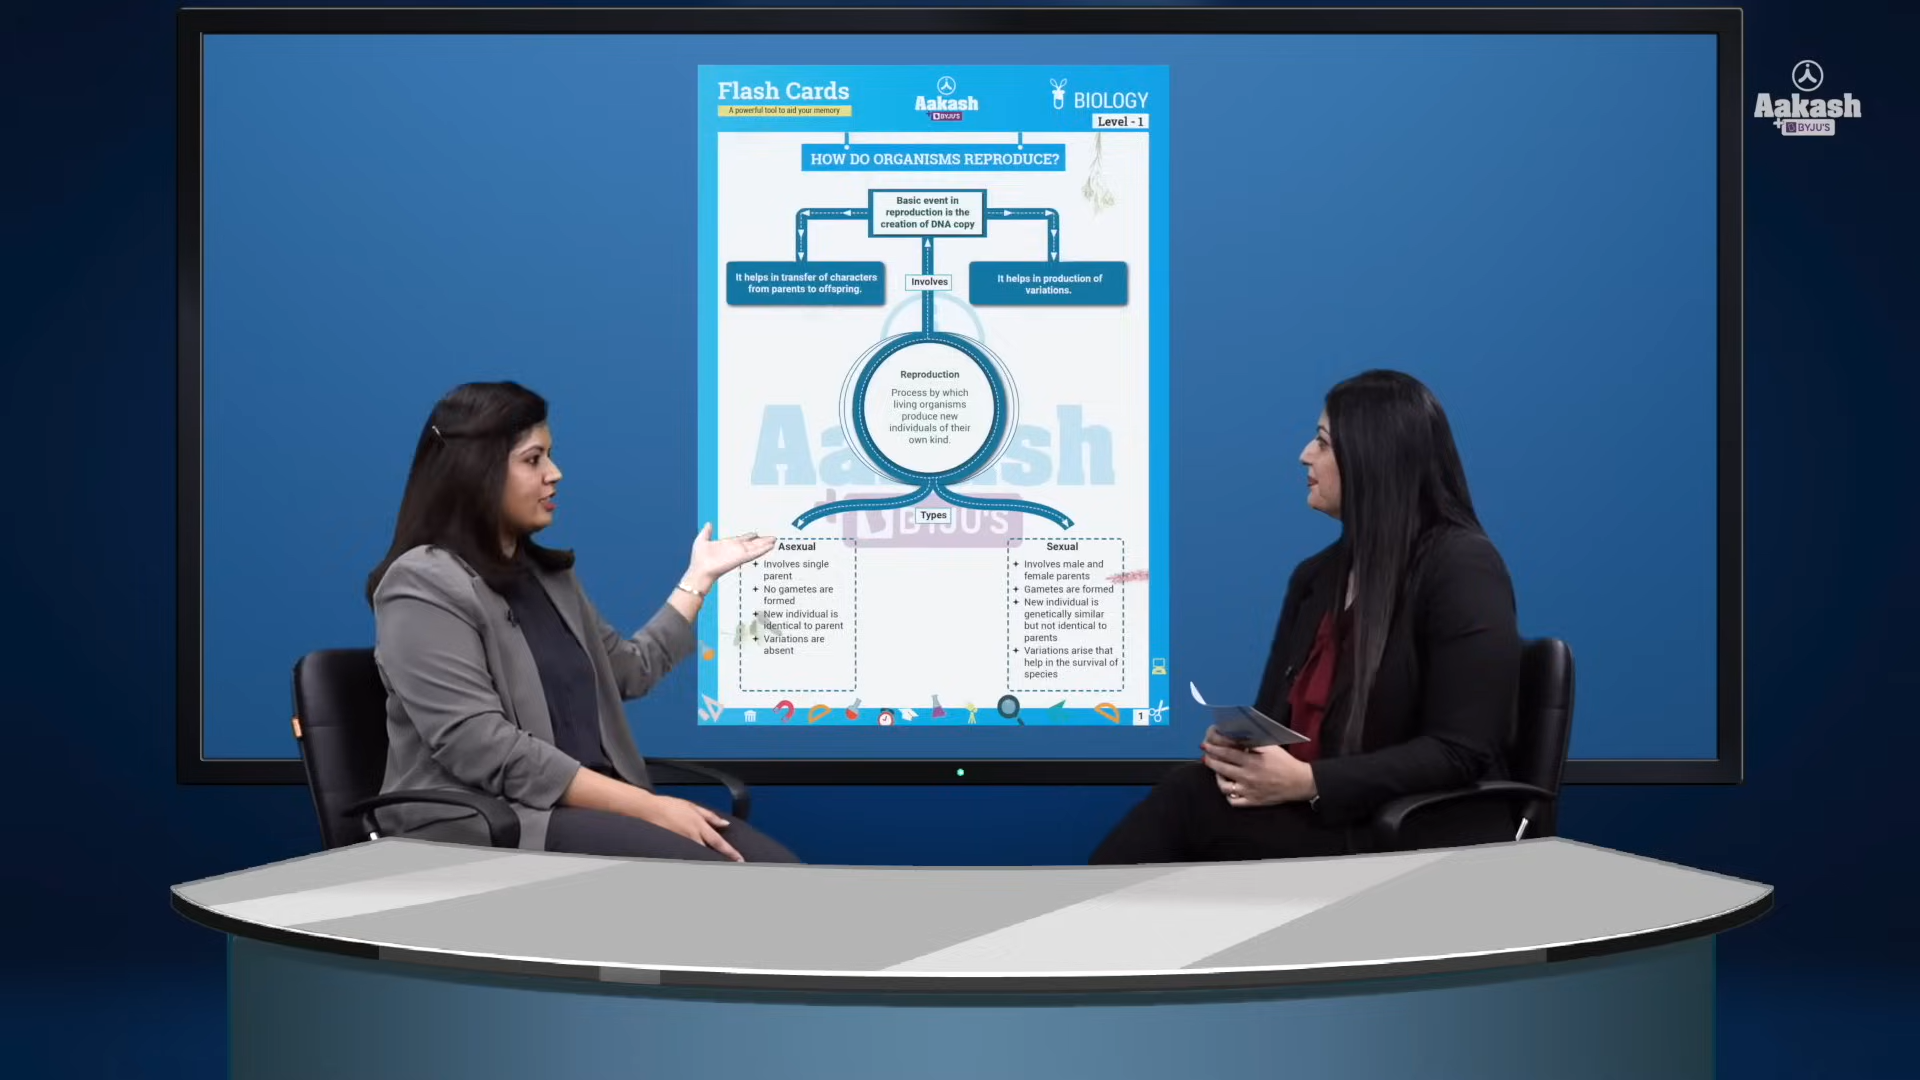 Flash Cards
A powerful tool to aid your memory
Aakash
+ BYJU'S
BIOLOGY
Level - 1
Aakash
+ BYJU'S
HOW DO ORGANISMS REPRODUCE?
Basic event in
reproduction is the
creation of DNA copy
It helps in transfer of characters
from parents to offspring.
Involves
It helps in production of
variations.
Reproduction
Process by which
living organisms
produce new
individuals of their
own kind.
Aakash
+ BYJU'S
Types
Asexual
+ Involves single
parent
+ No gametes are
formed
+ New individual is
identical to parent
+ Variations are
absent
Sexual
+ Involves male and
female parents
+ Gametes are formed
+ New individual is
genetically similar
but not identical to
parents
+ Variations arise that
help in the survival of
species
1